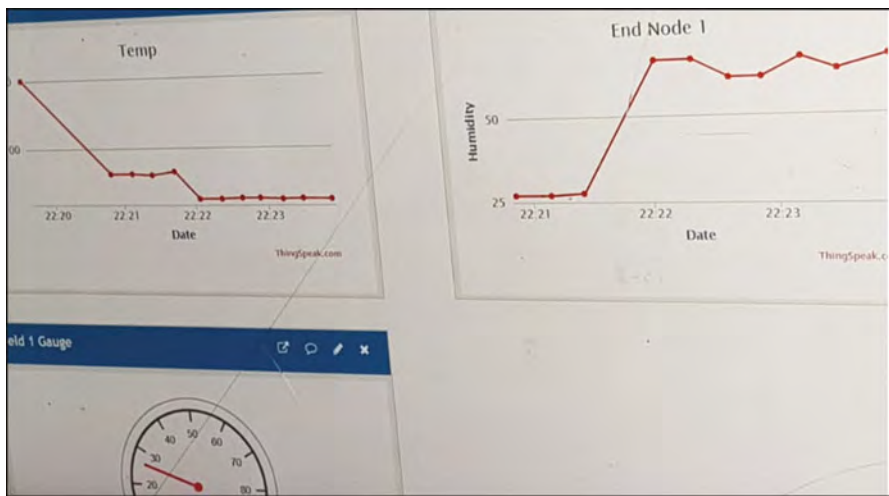 Temp
00
22:20 22:21 22:22 22:23
Date
ThingSpeak.com
End Node 1
Humidity
50
25
22:21 22:22 22:23
Date
ThingSpeak.c
eld 1 Gauge
20 30 40 50 60 70 80